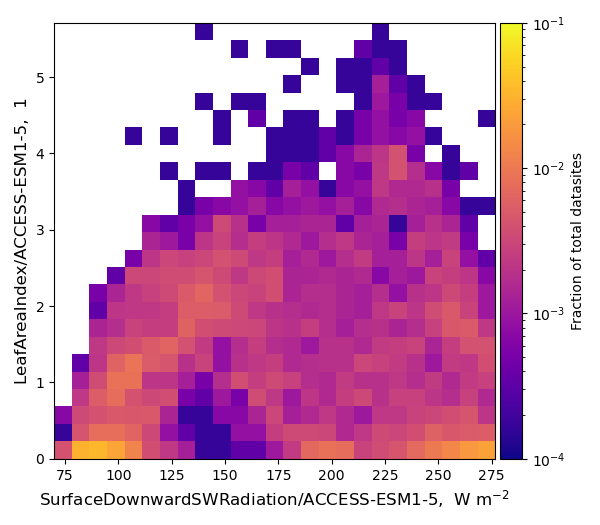 LeafAreaIndex/ACCESS-ESM1-5,  1
5
4
3
2
1
0
75 100 125 150 175 200 225 250 275
SurfaceDownwardSWRadiation/ACCESS-ESM1-5,  W m⁻²
10⁻¹
10⁻²
10⁻³
10⁻⁴
Fraction of total datasites